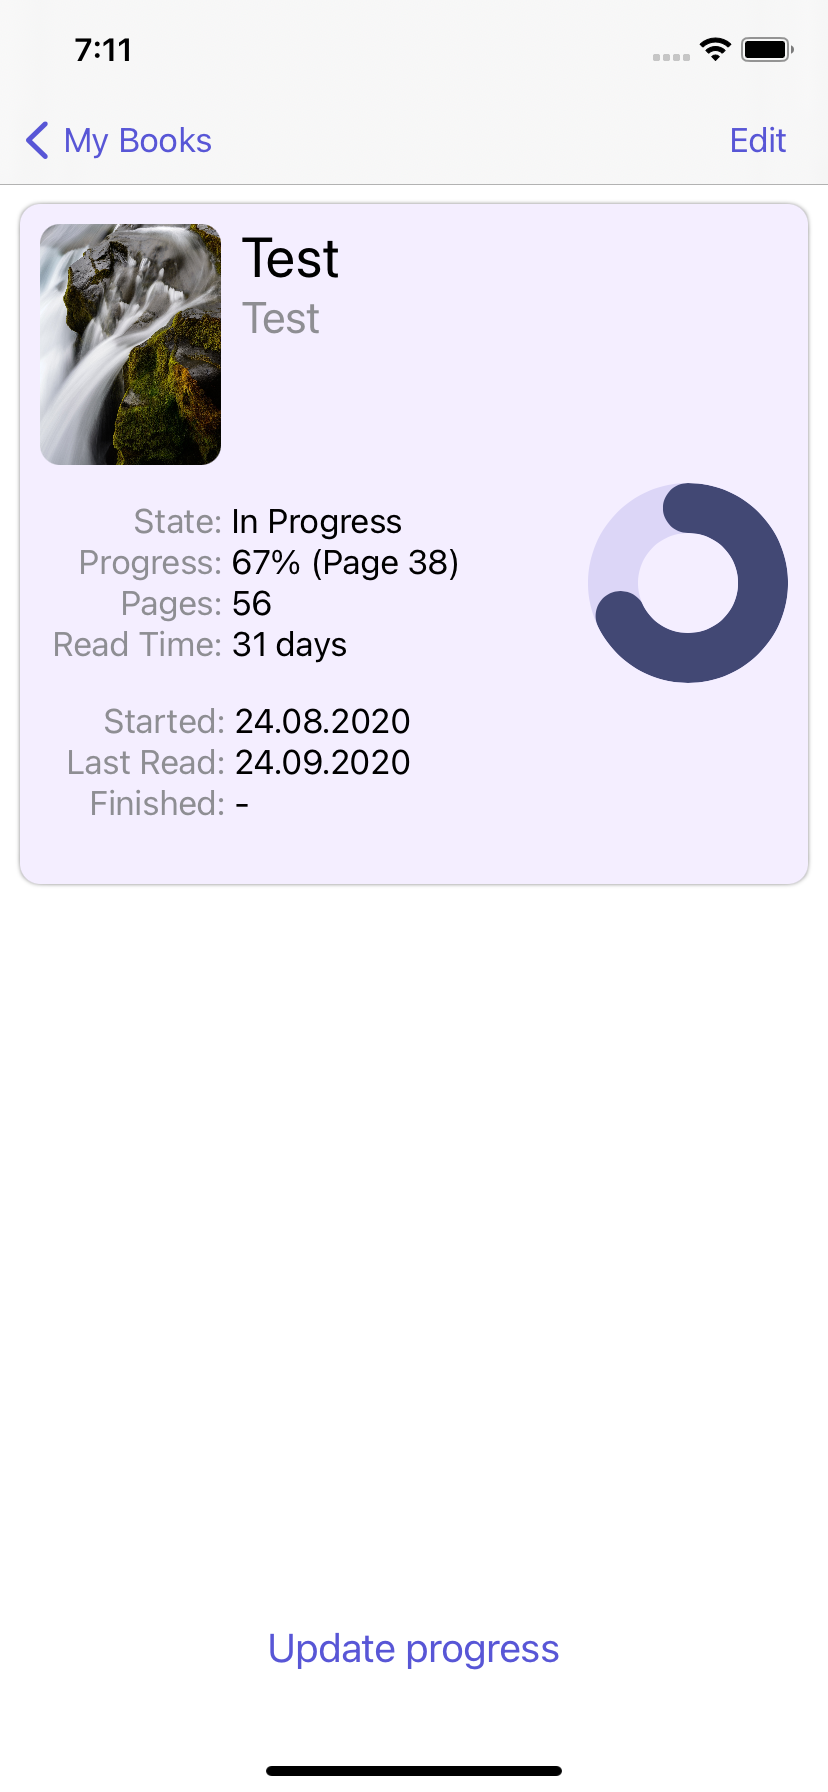 7:11
My Books
Edit
Test
Test
State: In Progress
Progress: 67% (Page 38)
Pages: 56
Read Time: 31 days
Started: 24.08.2020
Last Read: 24.09.2020
Finished: -
Update progress